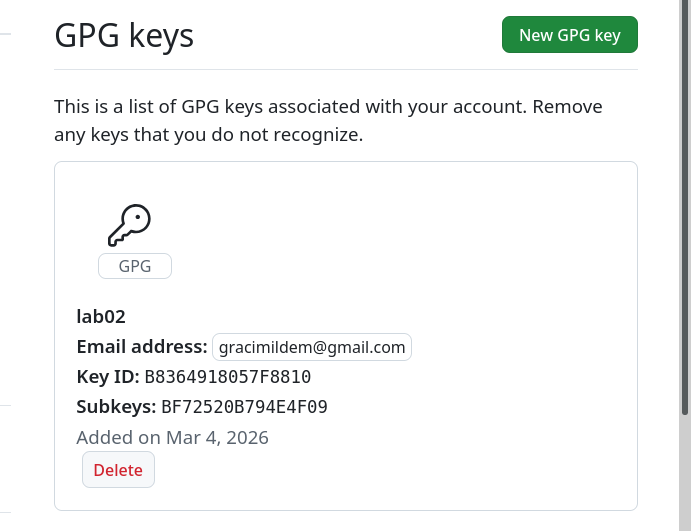 GPG keys
New GPG key
This is a list of GPG keys associated with your account. Remove
any keys that you do not recognize.
GPG
lab02
Email address: gracimildem@gmail.com
Key ID: B8364918057F8810
Subkeys: BF72520B794E4F09
Added on Mar 4, 2026
Delete